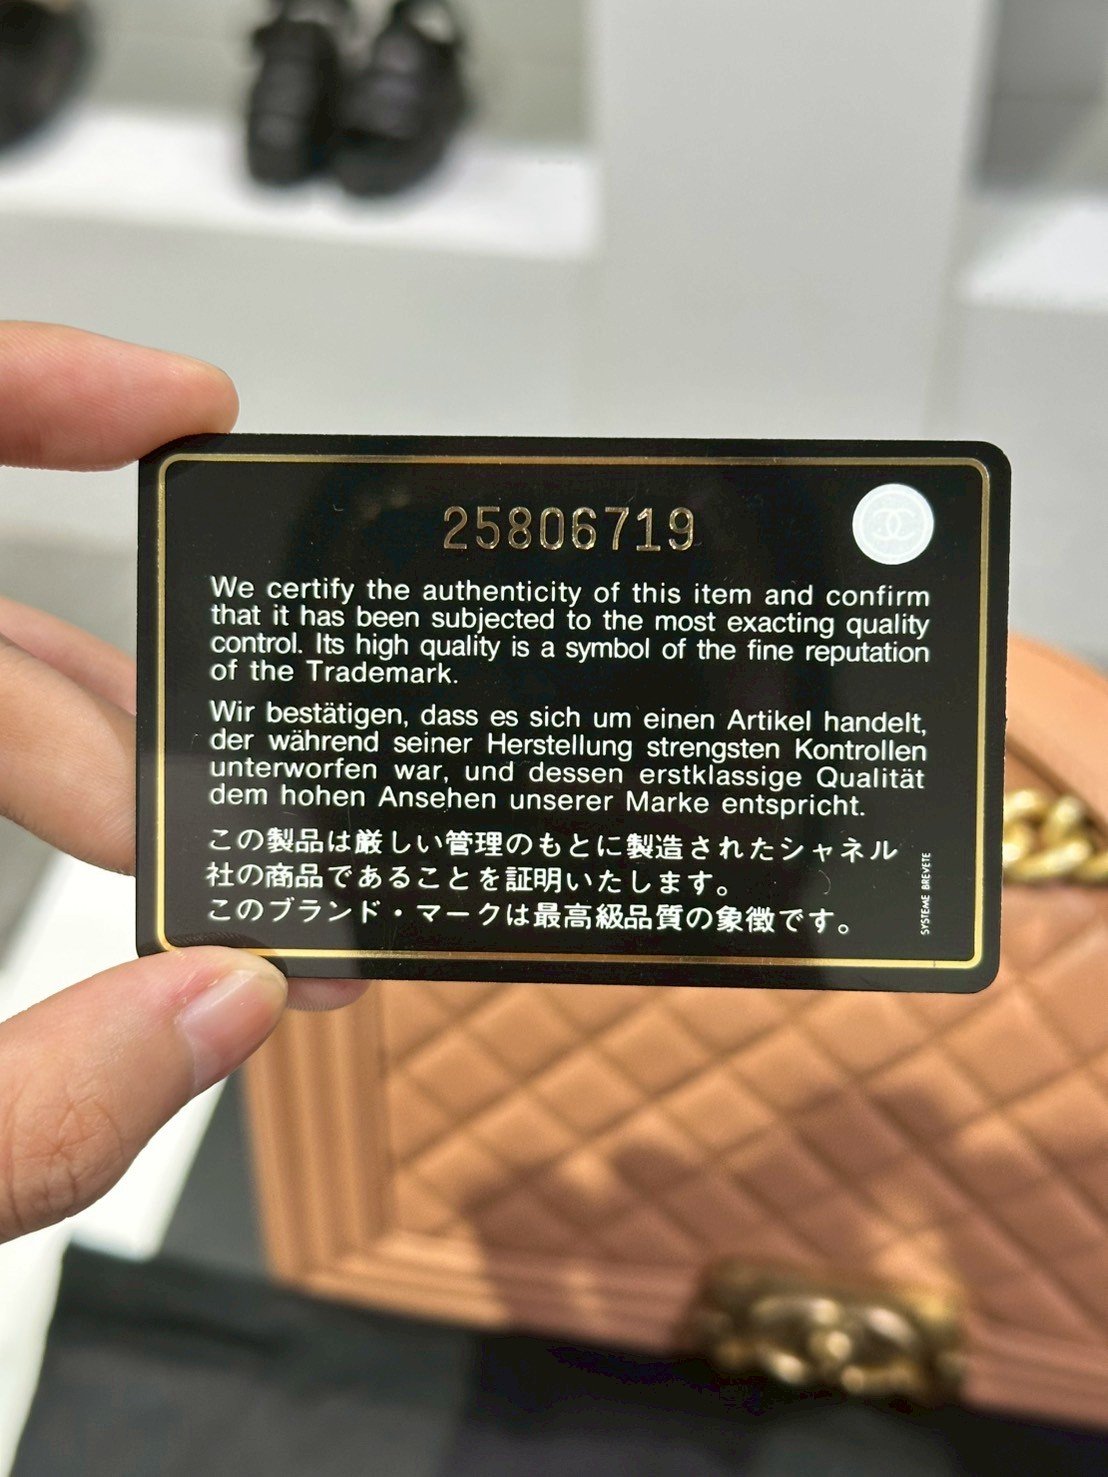 25806719
We certify the authenticity of this item and confirm
that it has been subjected to the most exacting quality
control. Its high quality is a symbol of the fine reputation
of the Trademark.
Wir bestätigen, dass es sich um einen Artikel handelt,
der während seiner Herstellung strengsten Kontrollen
unterworfen war, und dessen erstklassige Qualität
dem hohen Ansehen unserer Marke entspricht.
この製品は厳しい管理のもとに製造されたシャネル
社の商品であることを証明いたします。
このブランド・マークは最高級品質の象徴です。
SYSTEME BREVETE